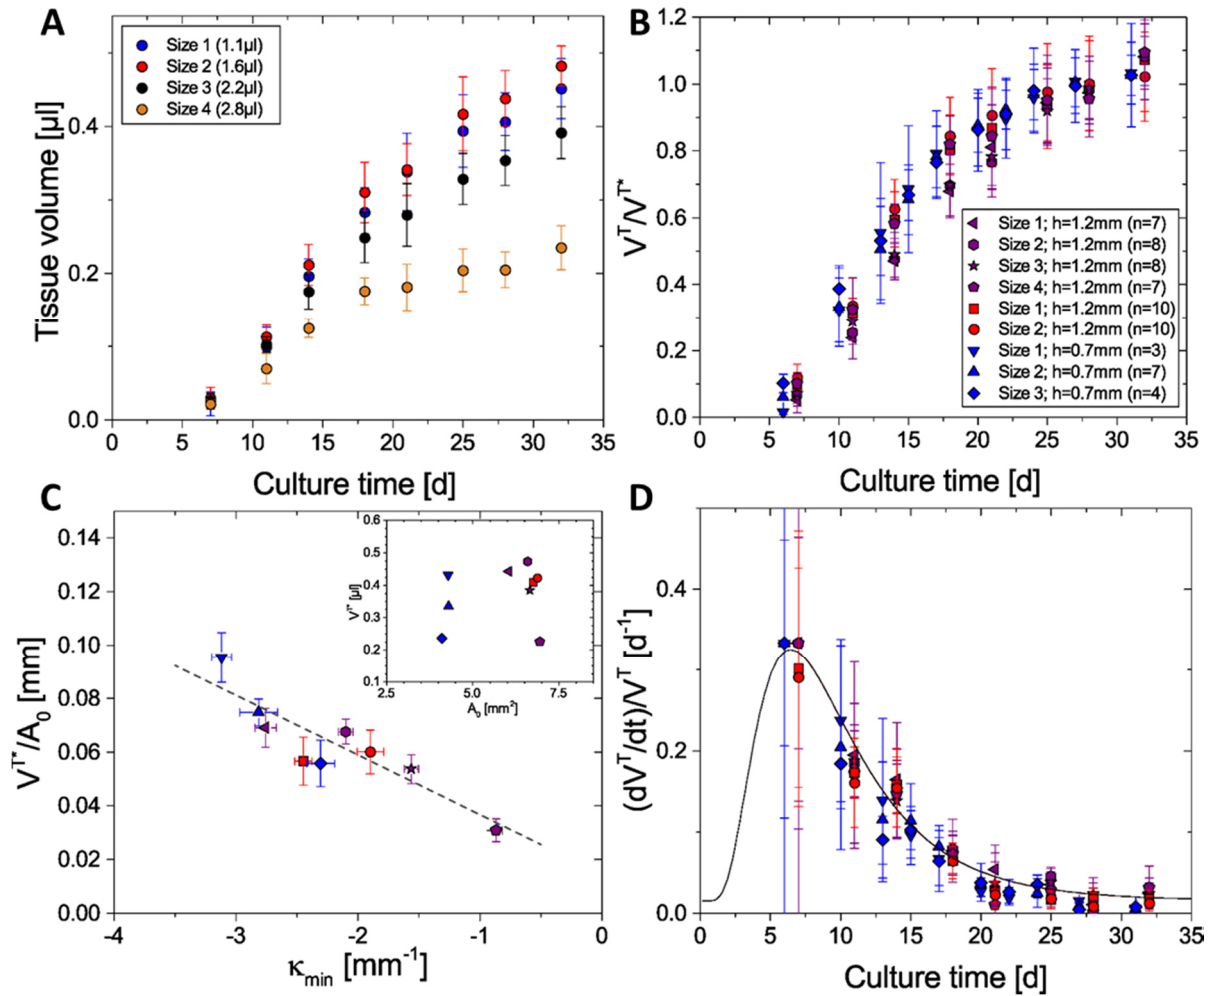 A
Size 1 (1.1µl)
Size 2 (1.6µl)
Size 3 (2.2µl)
Size 4 (2.8µl)
Tissue volume [µl]
0.4
0.2
0.0
0 5 10 15 20 25 30 35
Culture time [d]
B
V^T/V^T*
1.2
1.0
0.8
0.6
0.4
0.2
0.0
Size 1; h=1.2mm (n=7)
Size 2; h=1.2mm (n=8)
Size 3; h=1.2mm (n=8)
Size 4; h=1.2mm (n=7)
Size 1; h=1.2mm (n=10)
Size 2; h=1.2mm (n=10)
Size 1; h=0.7mm (n=3)
Size 2; h=0.7mm (n=7)
Size 3; h=0.7mm (n=4)
0 5 10 15 20 25 30 35
Culture time [d]
C
V^T*/A₀ [mm]
0.14
0.12
0.10
0.08
0.06
0.04
0.02
0.00
-4 -3 -2 -1 0
κ_min [mm⁻¹]
V^T* [µl]
0.6
0.5
0.4
0.3
0.2
0.1
2.5 5.0 7.5
A₀ [mm²]
D
(dV^T/dt)/V^T [d⁻¹]
0.4
0.2
0.0
0 5 10 15 20 25 30 35
Culture time [d]